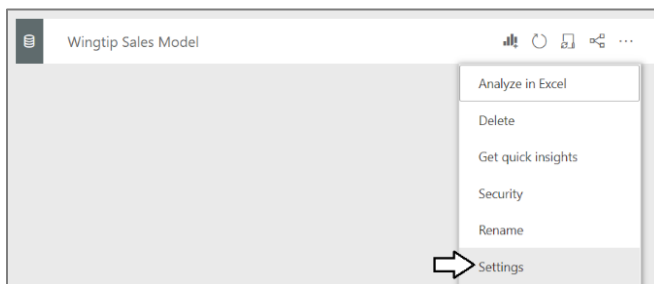 Wingtip Sales Model
Analyze in Excel
Delete
Get quick insights
Security
Rename
Settings